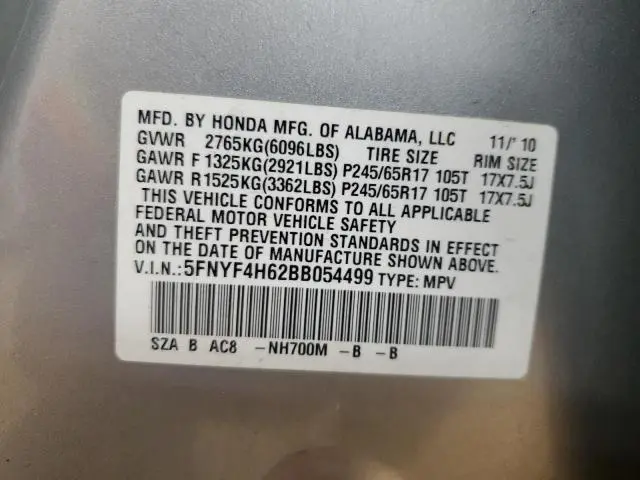 MFD. BY HONDA MFG. OF ALABAMA, LLC 11/'10
GVWR 2765KG(6096LBS) TIRE SIZE RIM SIZE
GAWR F 1325KG(2921LBS) P245/65R17 105T 17X7.5J
GAWR R 1525KG(3362LBS) P245/65R17 105T 17X7.5J
THIS VEHICLE CONFORMS TO ALL APPLICABLE
FEDERAL MOTOR VEHICLE SAFETY
AND THEFT PREVENTION STANDARDS IN EFFECT
ON THE DATE OF MANUFACTURE SHOWN ABOVE.
V.I.N.:5FNYF4H62BB054499 TYPE: MPV
SZA B AC8 -NH700M -B -B